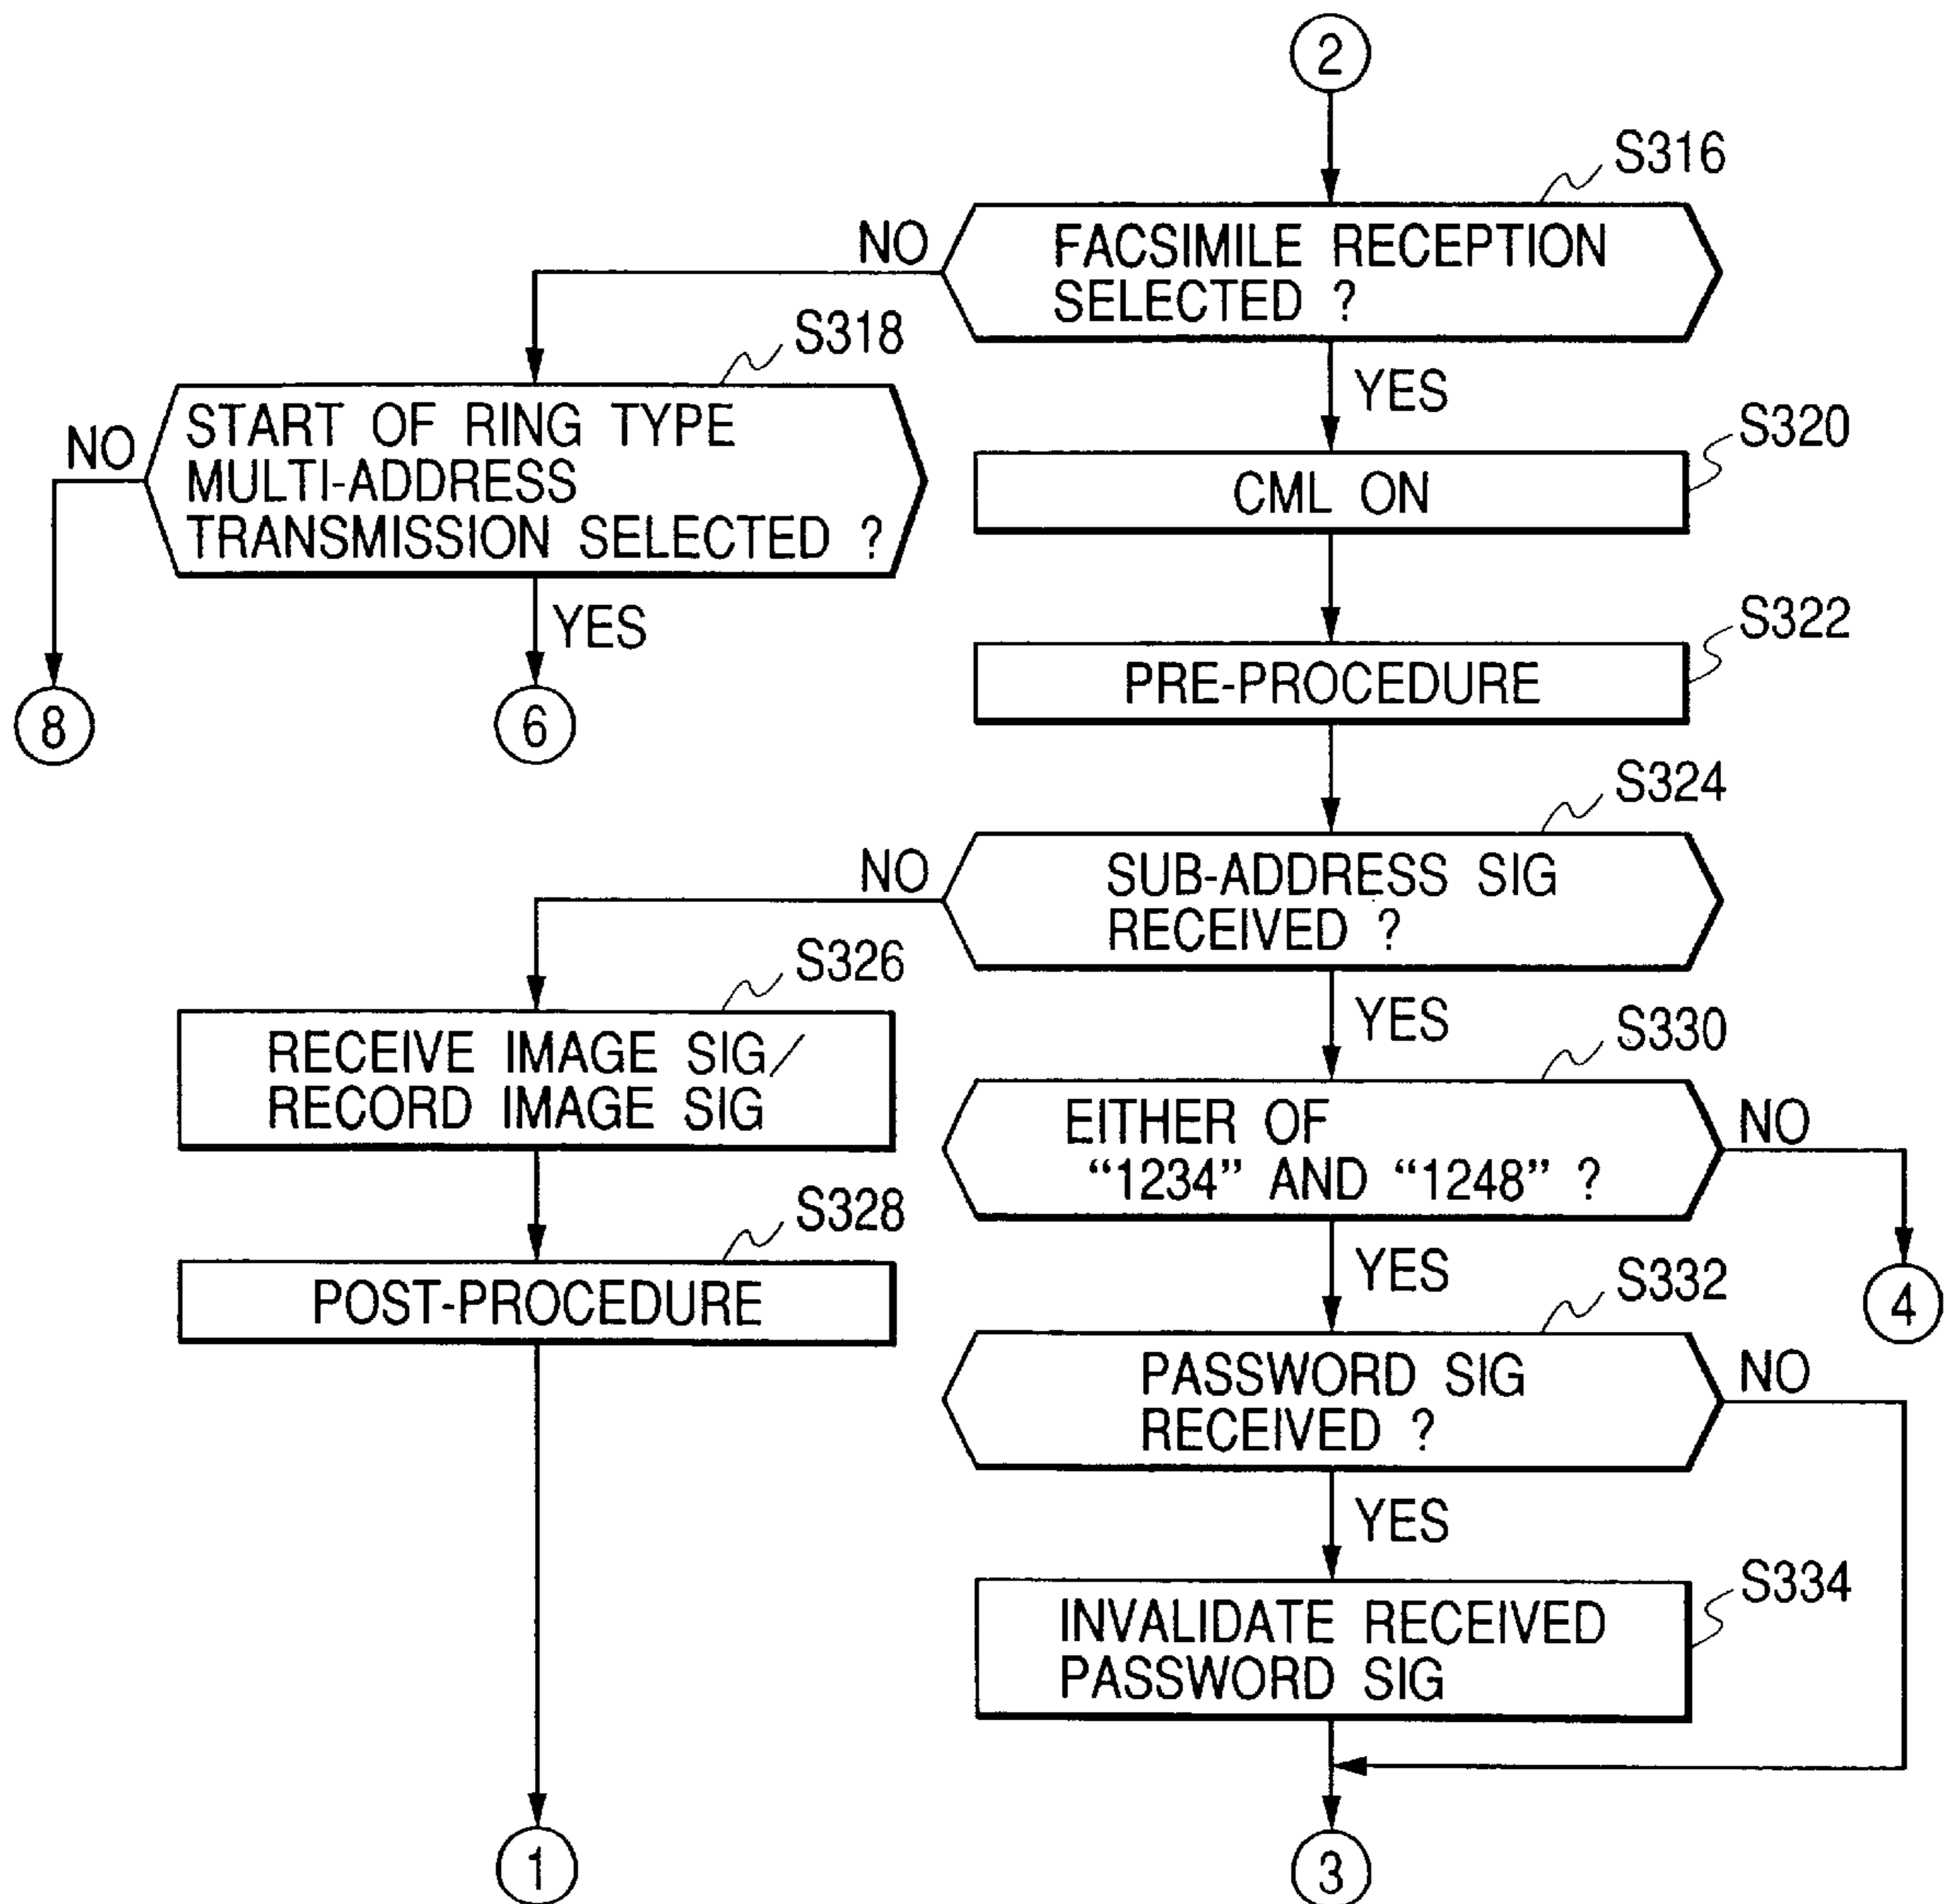 2
S316
NO
FACSIMILE RECEPTION
SELECTED ?
S318
YES
NO
START OF RING TYPE
MULTI-ADDRESS
TRANSMISSION SELECTED ?
S320
CML ON
YES
S322
PRE-PROCEDURE
8
6
S324
NO
SUB-ADDRESS SIG
RECEIVED ?
S326
YES
S330
RECEIVE IMAGE SIG/
RECORD IMAGE SIG
EITHER OF
“1234” AND “1248” ?
NO
S328
YES
S332
4
POST-PROCEDURE
PASSWORD SIG
RECEIVED ?
NO
YES
S334
INVALIDATE RECEIVED
PASSWORD SIG
1
3